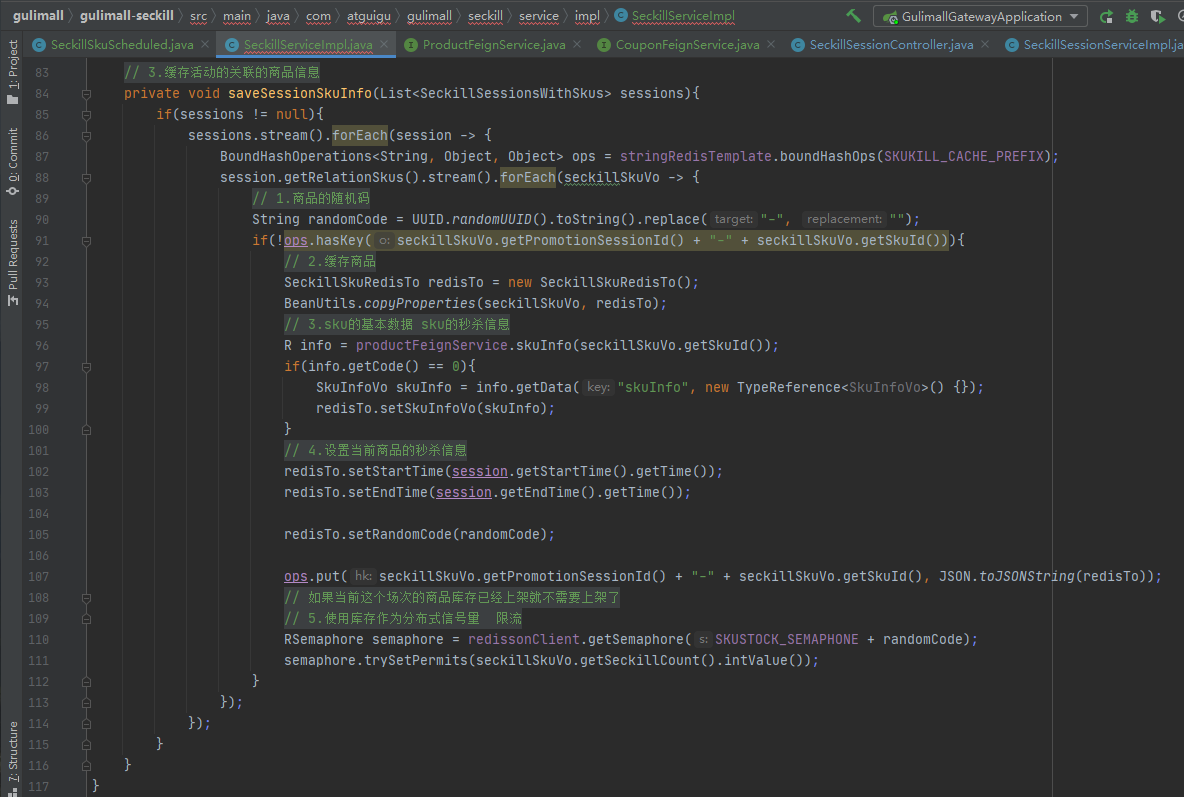 gulimall gulimall-seckill src main java com atguigu gulimall seckill service impl SeckillServiceImpl GulimallGatewayApplication
SeckillSkuScheduled.java SeckillServiceImpl.java ProductFeignService.java CouponFeignService.java SeckillSessionController.java SeckillSessionServiceImpl.ja
1: Project
0: Commit
Pull Requests
7: Structure
83 // 3.缓存活动的关联的商品信息
84 private void saveSessionSkuInfo(List<SeckillSessionsWithSkus> sessions){
85 if(sessions != null){
86 sessions.stream().forEach(session -> {
87 BoundHashOperations<String, Object, Object> ops = stringRedisTemplate.boundHashOps(SKUKILL_CACHE_PREFIX);
88 session.getRelationSkus().stream().forEach(seckillSkuVo -> {
89 // 1.商品的随机码
90 String randomCode = UUID.randomUUID().toString().replace( target: "-", replacement: "");
91 if(!ops.hasKey( o: seckillSkuVo.getPromotionSessionId() + "-" + seckillSkuVo.getSkuId())){
92 // 2.缓存商品
93 SeckillSkuRedisTo redisTo = new SeckillSkuRedisTo();
94 BeanUtils.copyProperties(seckillSkuVo, redisTo);
95 // 3.sku的基本数据 sku的秒杀信息
96 R info = productFeignService.skuInfo(seckillSkuVo.getSkuId());
97 if(info.getCode() == 0){
98 SkuInfoVo skuInfo = info.getData( key: "skuInfo", new TypeReference<SkuInfoVo>() {});
99 redisTo.setSkuInfoVo(skuInfo);
100 }
101 // 4.设置当前商品的秒杀信息
102 redisTo.setStartTime(session.getStartTime().getTime());
103 redisTo.setEndTime(session.getEndTime().getTime());
104
105 redisTo.setRandomCode(randomCode);
106
107 ops.put( hk: seckillSkuVo.getPromotionSessionId() + "-" + seckillSkuVo.getSkuId(), JSON.toJSONString(redisTo));
108 // 如果当前这个场次的商品库存已经上架就不需要上架了
109 // 5.使用库存作为分布式信号量 限流
110 RSemaphore semaphore = redissonClient.getSemaphore( s: SKUSTOCK_SEMAPHONE + randomCode);
111 semaphore.trySetPermits(seckillSkuVo.getSeckillCount().intValue());
112 }
113 });
114 });
115 }
116 }
117 }